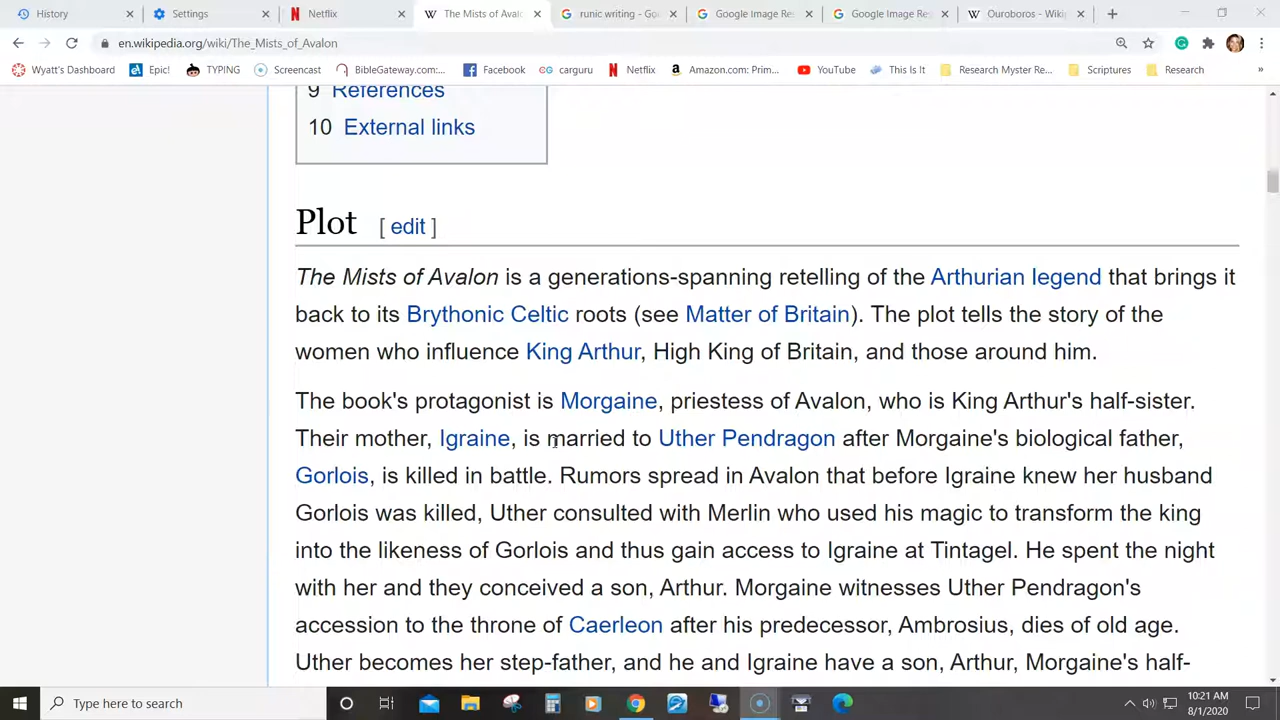 History
Settings
Netflix
The Mists of Aval
runic writing - Go
Google Image Res
Google Image Res
Ouroboros - Wiki
en.wikipedia.org/wiki/The_Mists_of_Avalon
Wyatt's Dashboard Epic! TYPING Screencast BibleGateway.com:... Facebook carguru Netflix Amazon.com: Prim... YouTube This Is It Research Myster Re... Scriptures Research »
9 References
10 External links
Plot [ edit ]
The Mists of Avalon is a generations-spanning retelling of the Arthurian legend that brings it
back to its Brythonic Celtic roots (see Matter of Britain). The plot tells the story of the
women who influence King Arthur, High King of Britain, and those around him.
The book's protagonist is Morgaine, priestess of Avalon, who is King Arthur's half-sister.
Their mother, Igraine, is married to Uther Pendragon after Morgaine's biological father,
Gorlois, is killed in battle. Rumors spread in Avalon that before Igraine knew her husband
Gorlois was killed, Uther consulted with Merlin who used his magic to transform the king
into the likeness of Gorlois and thus gain access to Igraine at Tintagel. He spent the night
with her and they conceived a son, Arthur. Morgaine witnesses Uther Pendragon's
accession to the throne of Caerleon after his predecessor, Ambrosius, dies of old age.
Uther becomes her step-father, and he and Igraine have a son, Arthur, Morgaine's half-
Type here to search
10:21 AM
8/1/2020